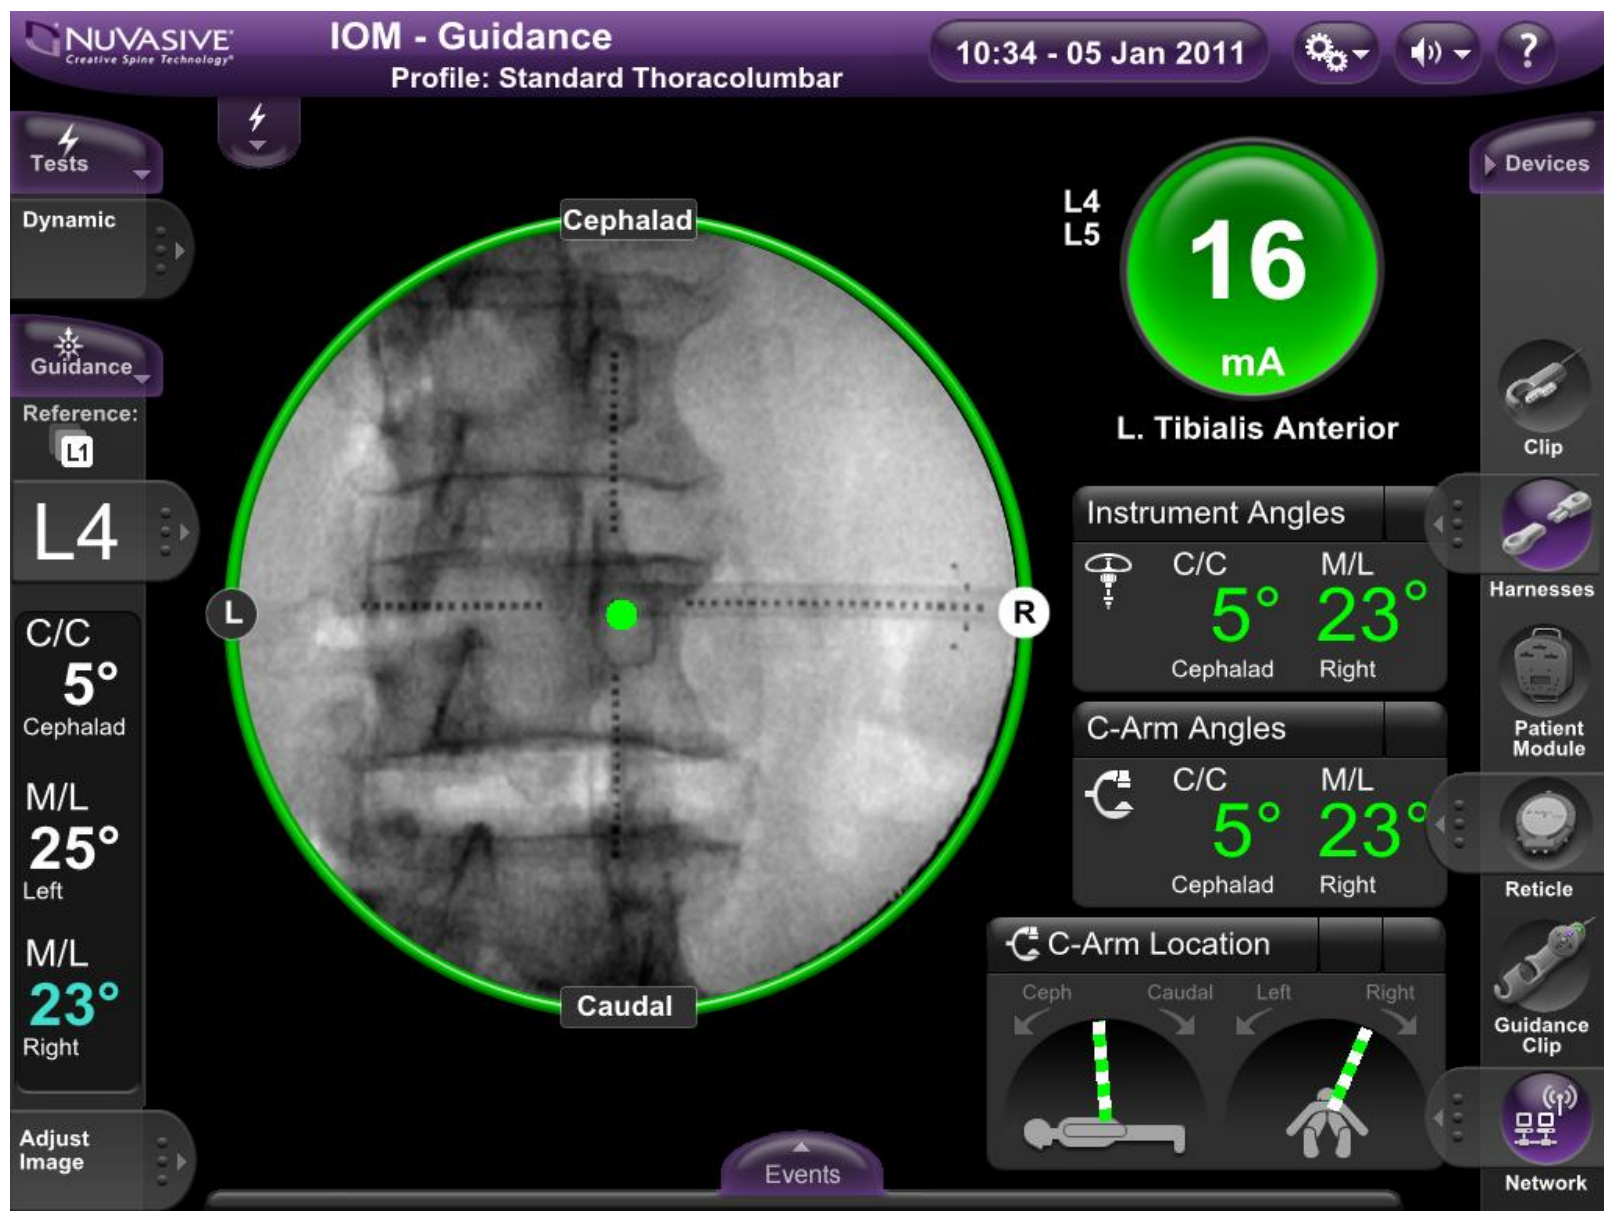 NUVASIVE
Creative Spine Technology®
IOM - Guidance
Profile: Standard Thoracolumbar
10:34 - 05 Jan 2011
?
Tests
Dynamic
Guidance
Reference:
L1
L4
C/C
5°
Cephalad
M/L
25°
Left
M/L
23°
Right
Adjust
Image
Cephalad
L
R
Caudal
L4
L5
16
mA
L. Tibialis Anterior
Instrument Angles
C/C M/L
5° 23°
Cephalad Right
C-Arm Angles
C/C M/L
5° 23°
Cephalad Right
C-Arm Location
Ceph Caudal Left Right
Events
Devices
Clip
Harnesses
Patient
Module
Reticle
Guidance
Clip
Network